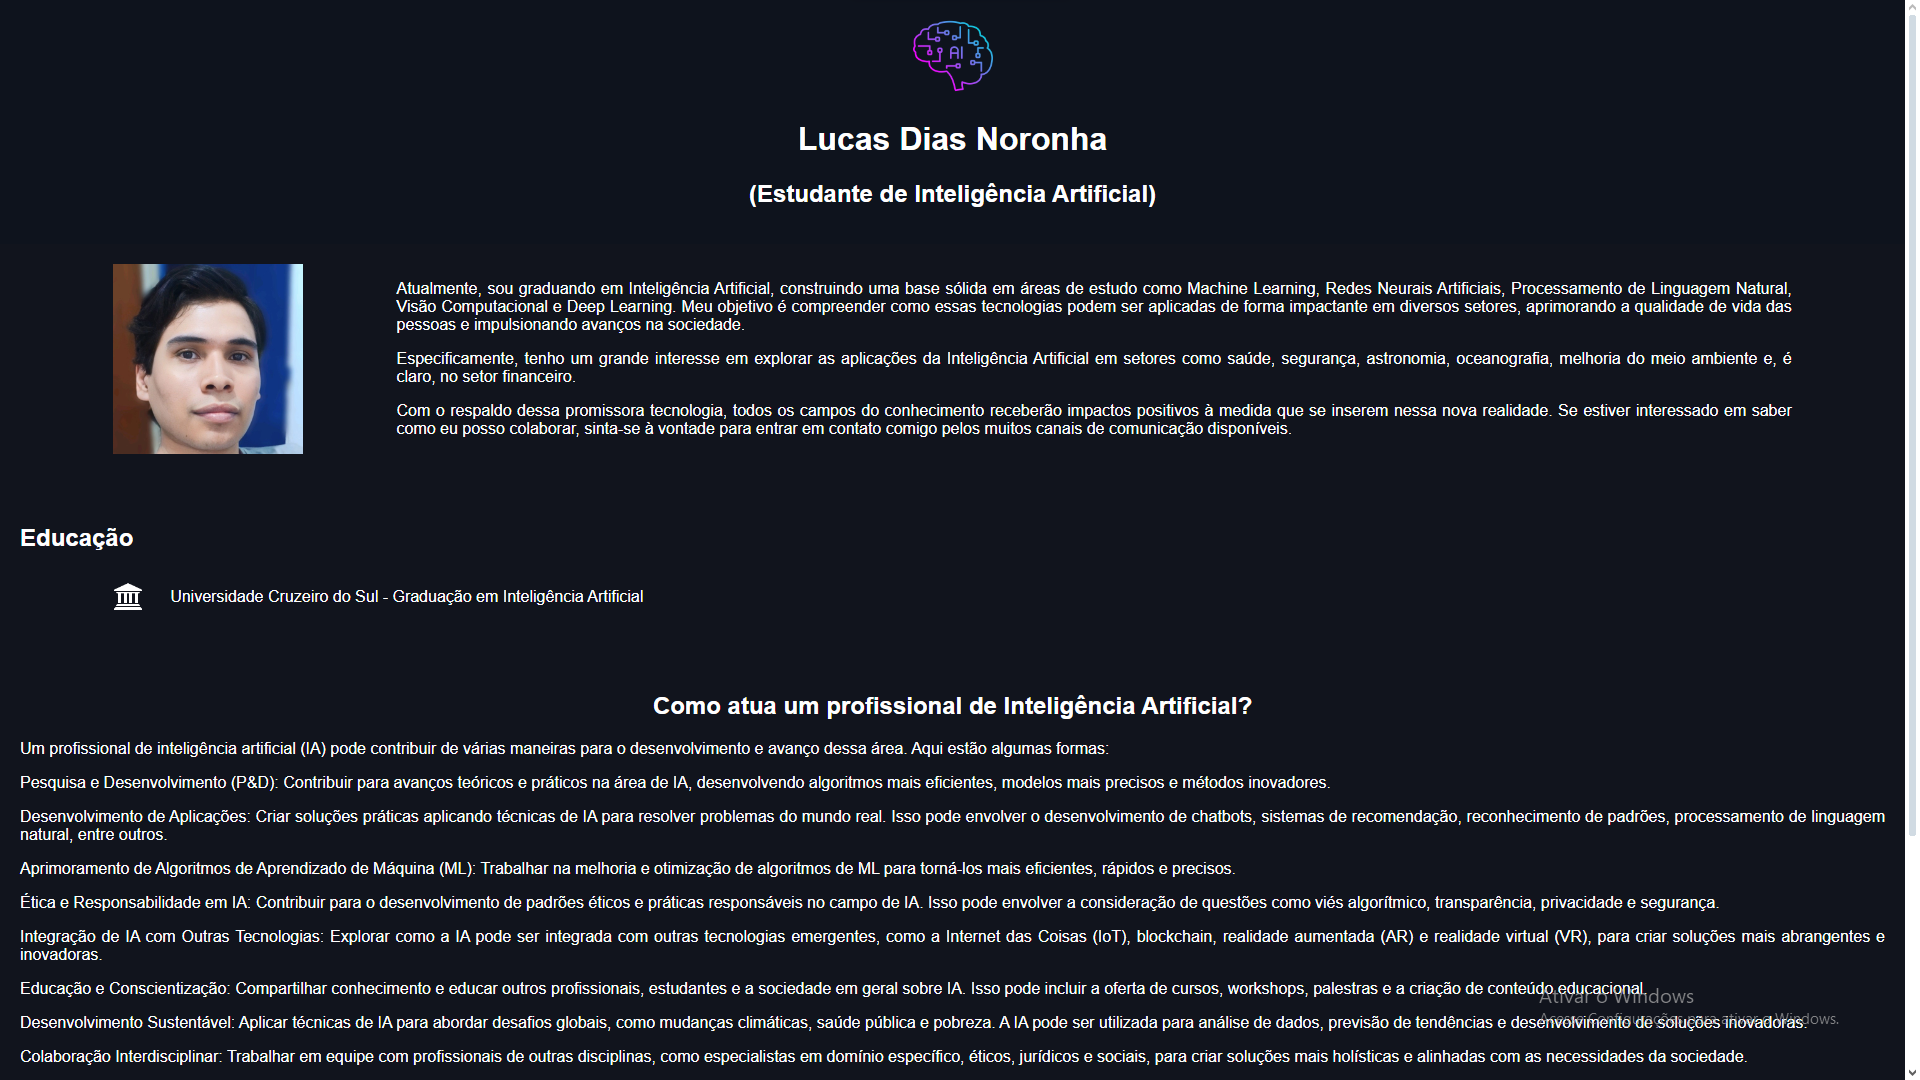 AI
Lucas Dias Noronha
(Estudante de Inteligência Artificial)
Atualmente, sou graduando em Inteligência Artificial, construindo uma base sólida em áreas de estudo como Machine Learning, Redes Neurais Artificiais, Processamento de Linguagem Natural,
Visão Computacional e Deep Learning. Meu objetivo é compreender como essas tecnologias podem ser aplicadas de forma impactante em diversos setores, aprimorando a qualidade de vida das
pessoas e impulsionando avanços na sociedade.
Especificamente, tenho um grande interesse em explorar as aplicações da Inteligência Artificial em setores como saúde, segurança, astronomia, oceanografia, melhoria do meio ambiente e, é
claro, no setor financeiro.
Com o respaldo dessa promissora tecnologia, todos os campos do conhecimento receberão impactos positivos à medida que se inserem nessa nova realidade. Se estiver interessado em saber
como eu posso colaborar, sinta-se à vontade para entrar em contato comigo pelos muitos canais de comunicação disponíveis.
Educação
Universidade Cruzeiro do Sul - Graduação em Inteligência Artificial
Como atua um profissional de Inteligência Artificial?
Um profissional de inteligência artificial (IA) pode contribuir de várias maneiras para o desenvolvimento e avanço dessa área. Aqui estão algumas formas:
Pesquisa e Desenvolvimento (P&D): Contribuir para avanços teóricos e práticos na área de IA, desenvolvendo algoritmos mais eficientes, modelos mais precisos e métodos inovadores.
Desenvolvimento de Aplicações: Criar soluções práticas aplicando técnicas de IA para resolver problemas do mundo real. Isso pode envolver o desenvolvimento de chatbots, sistemas de recomendação, reconhecimento de padrões, processamento de linguagem
natural, entre outros.
Aprimoramento de Algoritmos de Aprendizado de Máquina (ML): Trabalhar na melhoria e otimização de algoritmos de ML para torná-los mais eficientes, rápidos e precisos.
Ética e Responsabilidade em IA: Contribuir para o desenvolvimento de padrões éticos e práticas responsáveis no campo de IA. Isso pode envolver a consideração de questões como viés algorítmico, transparência, privacidade e segurança.
Integração de IA com Outras Tecnologias: Explorar como a IA pode ser integrada com outras tecnologias emergentes, como a Internet das Coisas (IoT), blockchain, realidade aumentada (AR) e realidade virtual (VR), para criar soluções mais abrangentes e
inovadoras.
Educação e Conscientização: Compartilhar conhecimento e educar outros profissionais, estudantes e a sociedade em geral sobre IA. Isso pode incluir a oferta de cursos, workshops, palestras e a criação de conteúdo educacional.
Ativar o Windows
Acesse Configurações para ativar o Windows.
Desenvolvimento Sustentável: Aplicar técnicas de IA para abordar desafios globais, como mudanças climáticas, saúde pública e pobreza. A IA pode ser utilizada para análise de dados, previsão de tendências e desenvolvimento de soluções inovadoras.
Colaboração Interdisciplinar: Trabalhar em equipe com profissionais de outras disciplinas, como especialistas em domínio específico, éticos, jurídicos e sociais, para criar soluções mais holísticas e alinhadas com as necessidades da sociedade.